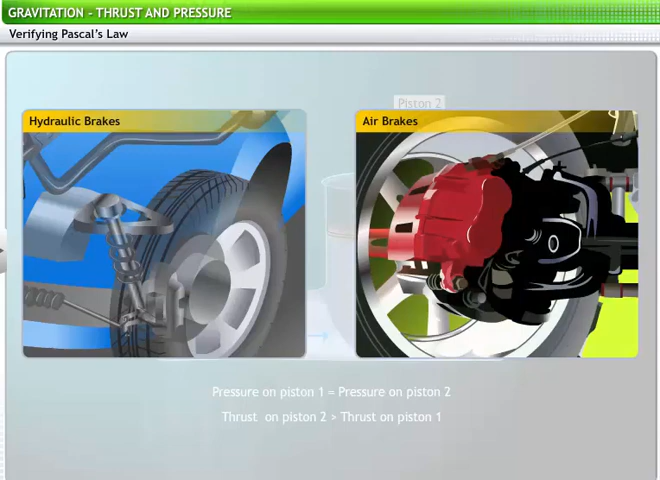 GRAVITATION - THRUST AND PRESSURE
Verifying Pascal's Law
Piston 2
Hydraulic Brakes
Air Brakes
Pressure on piston 1 = Pressure on piston 2
Thrust on piston 2 > Thrust on piston 1